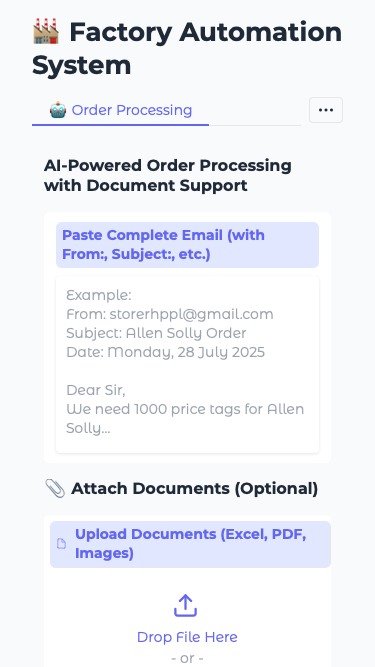 🏭 Factory Automation
System
🤖 Order Processing
...
AI-Powered Order Processing
with Document Support
Paste Complete Email (with
From:, Subject:, etc.)
Example:
From: storerhppl@gmail.com
Subject: Allen Solly Order
Date: Monday, 28 July 2025
Dear Sir,
We need 1000 price tags for Allen
Solly...
📎 Attach Documents (Optional)
Upload Documents (Excel, PDF,
Images)
Drop File Here
- or -